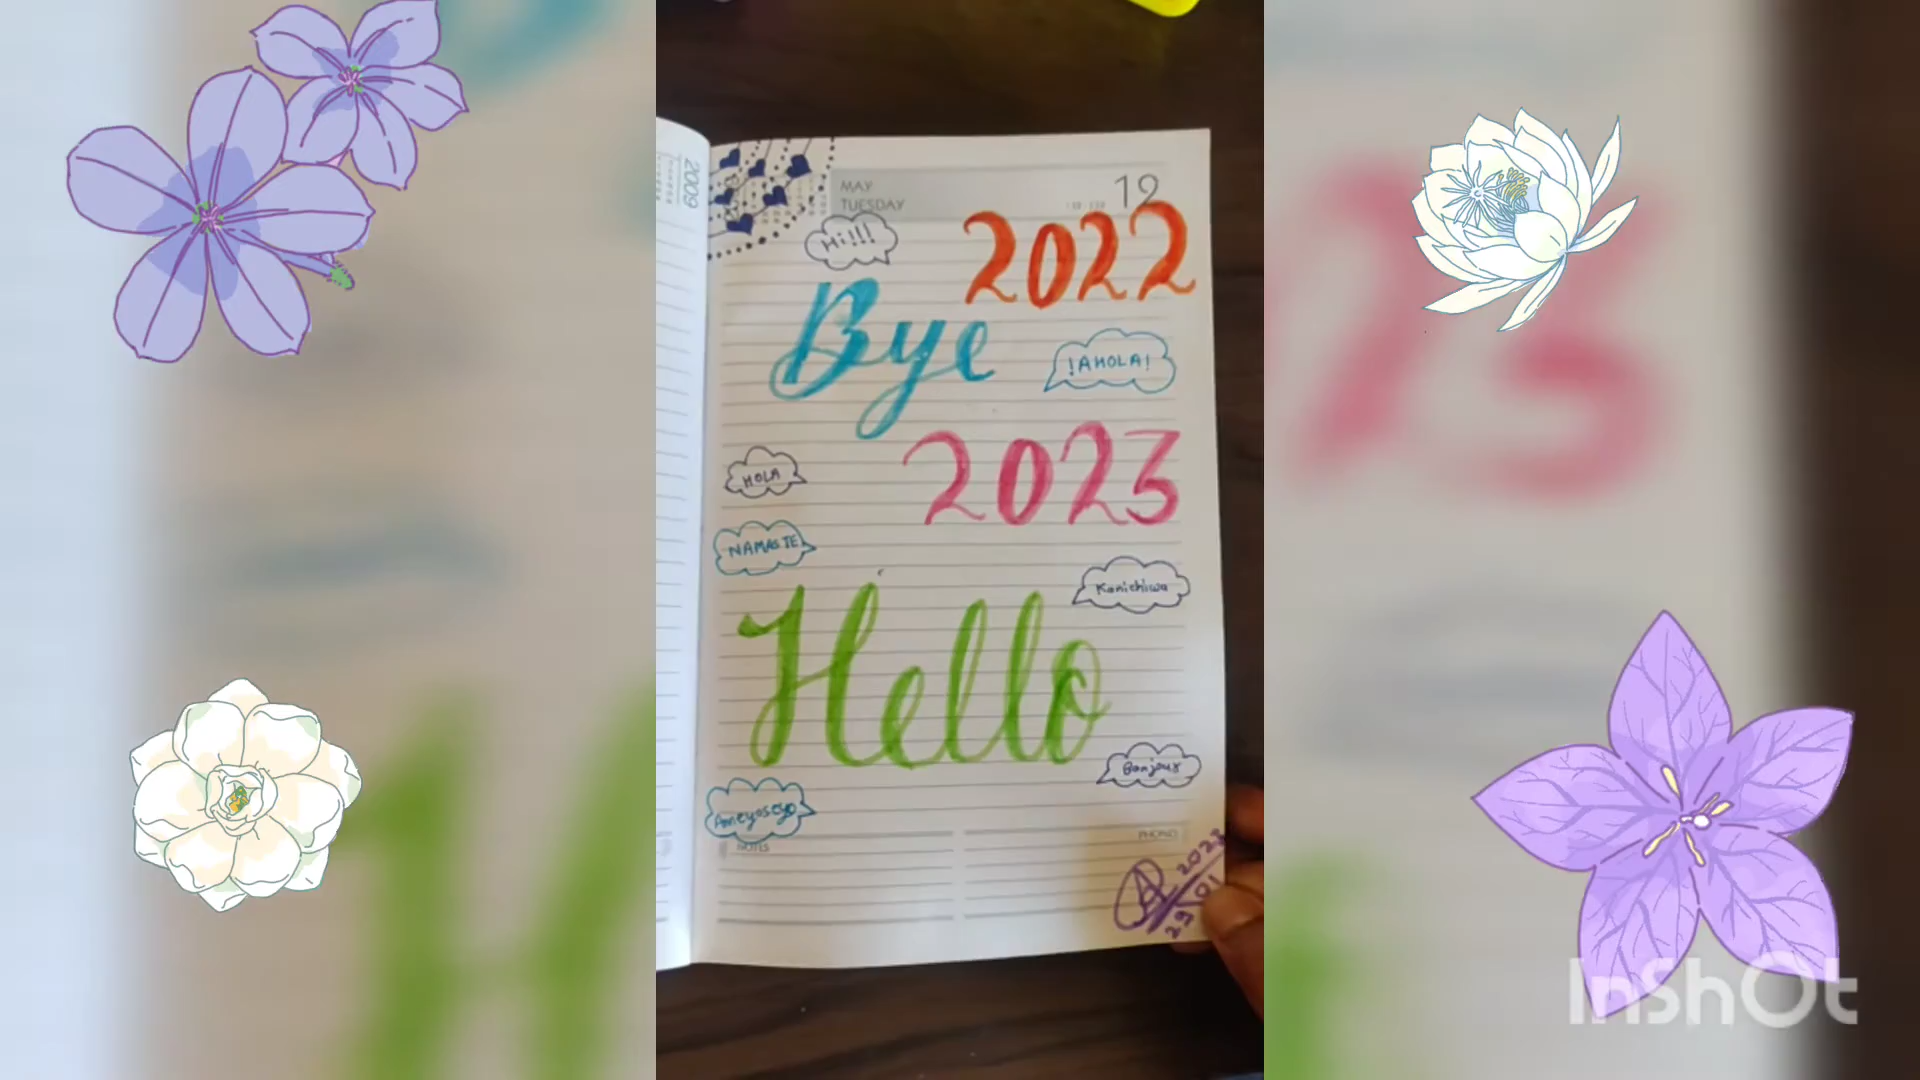 2009
MAY
TUESDAY
12
Hi!!!
2022
Bye
!AHOLA!
2023
HOLA
NAMASTE
Konichiwa
Hello
Bonjour
Anneyoseyo
NOTES
PHONE
29/01
2023
InShOt